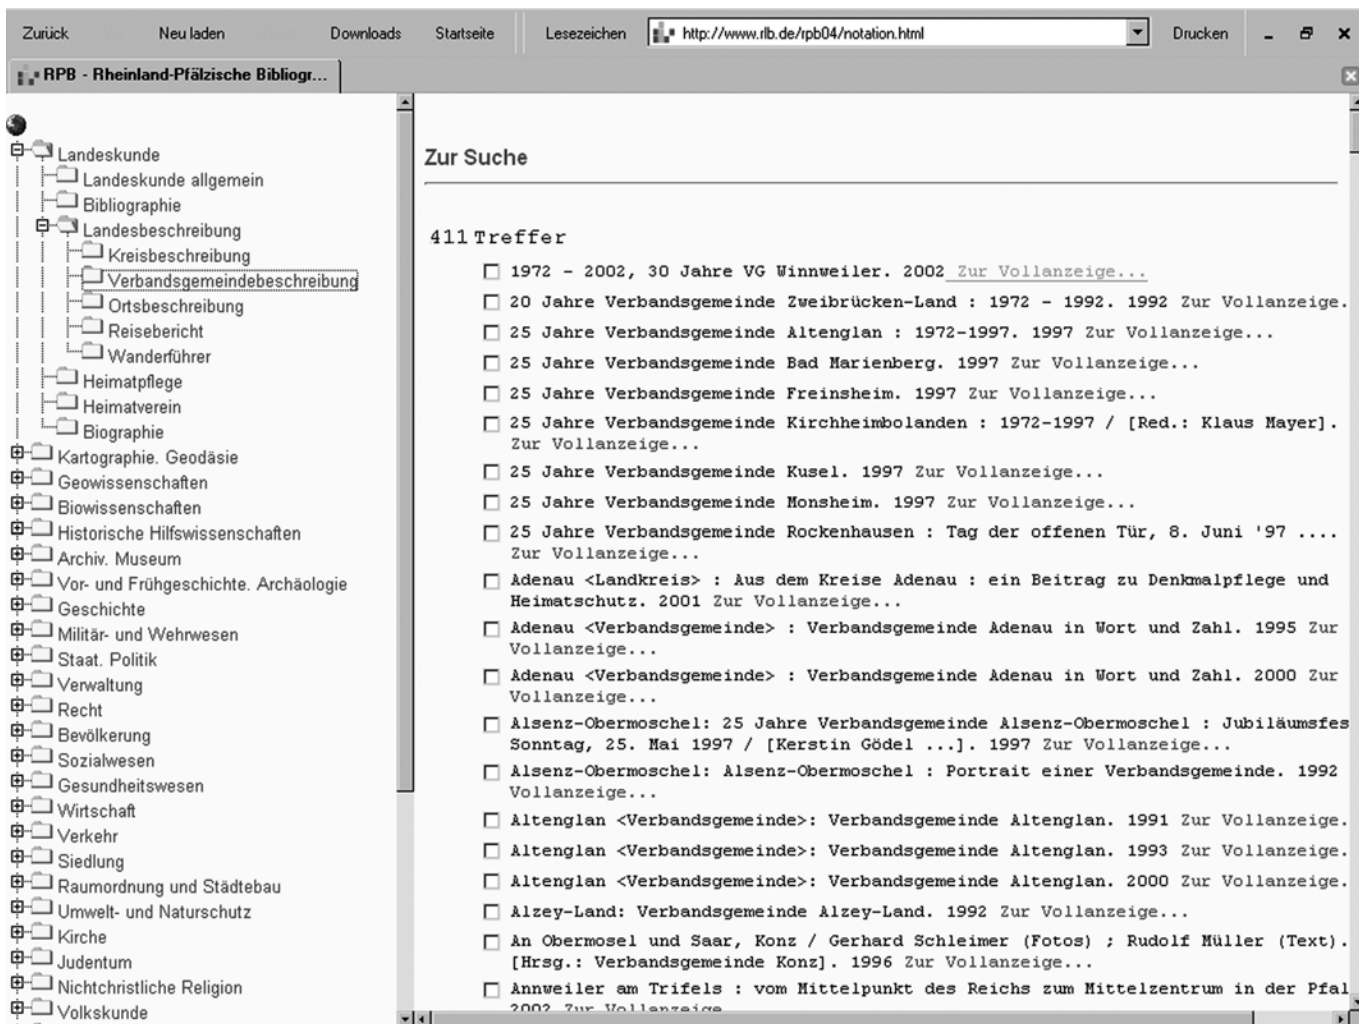 Zurück Neu laden Downloads Startseite Lesezeichen http://www.rlb.de/rpb04/notation.html Drucken
RPB - Rheinland-Pfälzische Bibliogr...
Landeskunde
Landeskunde allgemein
Bibliographie
Landesbeschreibung
Kreisbeschreibung
Verbandsgemeindebeschreibung
Ortsbeschreibung
Reisebericht
Wanderführer
Heimatpflege
Heimatverein
Biographie
Kartographie. Geodäsie
Geowissenschaften
Biowissenschaften
Historische Hilfswissenschaften
Archiv. Museum
Vor- und Frühgeschichte. Archäologie
Geschichte
Militär- und Wehrwesen
Staat. Politik
Verwaltung
Recht
Bevölkerung
Sozialwesen
Gesundheitswesen
Wirtschaft
Verkehr
Siedlung
Raumordnung und Städtebau
Umwelt- und Naturschutz
Kirche
Judentum
Nichtchristliche Religion
Volkskunde
Zur Suche
411 Treffer
1972 - 2002, 30 Jahre VG Winnweiler. 2002 Zur Vollanzeige...
20 Jahre Verbandsgemeinde Zweibrücken-Land : 1972 - 1992. 1992 Zur Vollanzeige.
25 Jahre Verbandsgemeinde Altenglan : 1972-1997. 1997 Zur Vollanzeige...
25 Jahre Verbandsgemeinde Bad Marienberg. 1997 Zur Vollanzeige...
25 Jahre Verbandsgemeinde Freinsheim. 1997 Zur Vollanzeige...
25 Jahre Verbandsgemeinde Kirchheimbolanden : 1972-1997 / [Red.: Klaus Mayer].
Zur Vollanzeige...
25 Jahre Verbandsgemeinde Kusel. 1997 Zur Vollanzeige...
25 Jahre Verbandsgemeinde Monsheim. 1997 Zur Vollanzeige...
25 Jahre Verbandsgemeinde Rockenhausen : Tag der offenen Tür, 8. Juni '97 ....
Zur Vollanzeige...
Adenau <Landkreis> : Aus dem Kreise Adenau : ein Beitrag zu Denkmalpflege und
Heimatschutz. 2001 Zur Vollanzeige...
Adenau <Verbandsgemeinde> : Verbandsgemeinde Adenau in Wort und Zahl. 1995 Zur
Vollanzeige...
Adenau <Verbandsgemeinde> : Verbandsgemeinde Adenau in Wort und Zahl. 2000 Zur
Vollanzeige...
Alsenz-Obermoschel: 25 Jahre Verbandsgemeinde Alsenz-Obermoschel : Jubiläumsfes
Sonntag, 25. Mai 1997 / [Kerstin Gödel ...]. 1997 Zur Vollanzeige...
Alsenz-Obermoschel: Alsenz-Obermoschel : Portrait einer Verbandsgemeinde. 1992
Vollanzeige...
Altenglan <Verbandsgemeinde>: Verbandsgemeinde Altenglan. 1991 Zur Vollanzeige.
Altenglan <Verbandsgemeinde>: Verbandsgemeinde Altenglan. 1993 Zur Vollanzeige.
Altenglan <Verbandsgemeinde>: Verbandsgemeinde Altenglan. 2000 Zur Vollanzeige.
Alzey-Land: Verbandsgemeinde Alzey-Land. 1992 Zur Vollanzeige...
An Obermosel und Saar, Konz / Gerhard Schleimer (Fotos) ; Rudolf Müller (Text).
[Hrsg.: Verbandsgemeinde Konz]. 1996 Zur Vollanzeige...
Annweiler am Trifels : vom Mittelpunkt des Reichs zum Mittelzentrum in der Pfal
2002 Zur Vollanzeige